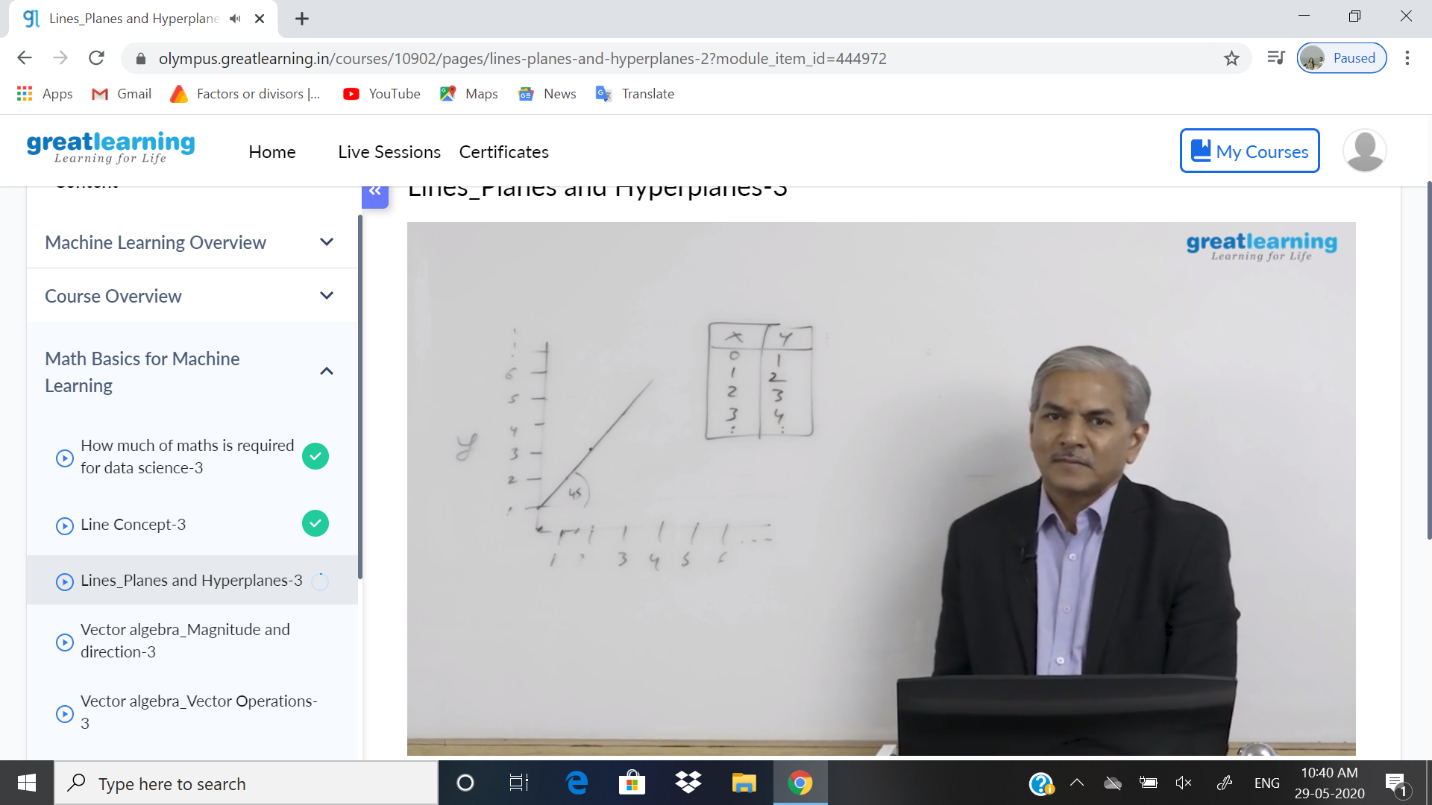 Lines_Planes and Hyperplane
olympus.greatlearning.in/courses/10902/pages/lines-planes-and-hyperplanes-2?module_item_id=444972
Paused
Apps
Gmail
Factors or divisors |...
YouTube
Maps
News
Translate
greatlearning
Learning for Life
Home
Live Sessions
Certificates
My Courses
Content
Lines_Planes and Hyperplanes-3
Machine Learning Overview
Course Overview
Math Basics for Machine
Learning
How much of maths is required
for data science-3
Line Concept-3
Lines_Planes and Hyperplanes-3
Vector algebra_Magnitude and
direction-3
Vector algebra_Vector Operations-
3
greatlearning
Learning for Life
x y
0 1
1 2
2 3
3 4
: :
6
5
4
3
2
y
45
1 3 4 5 6
Type here to search
ENG
10:40 AM
29-05-2020
1